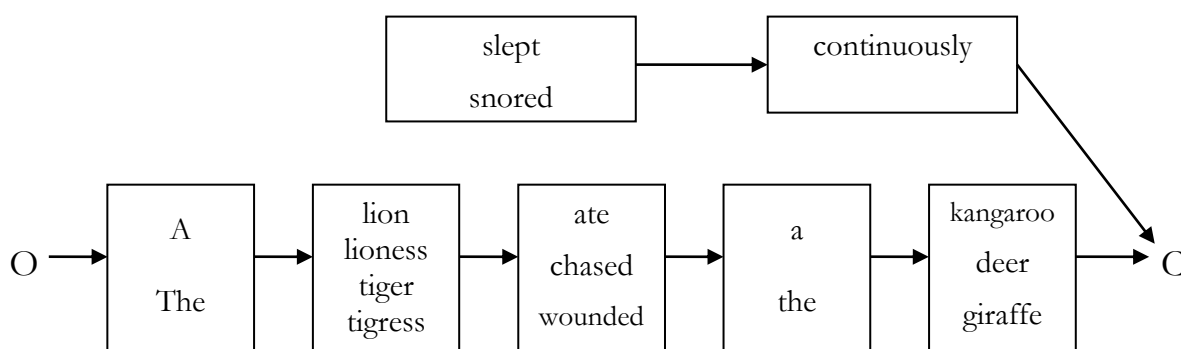 slept
snored
continuously
O
A
The
lion
lioness
tiger
tigress
ate
chased
wounded
a
the
kangaroo
deer
giraffe
O